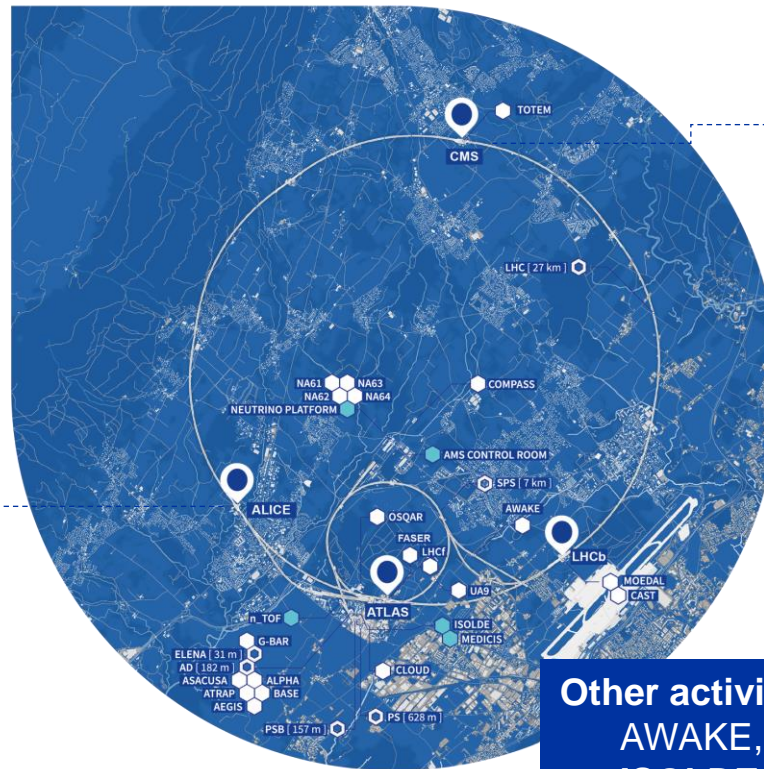 TOTEM
CMS
LHC [ 27 km ]
NA61 NA63
NA62 NA64
NEUTRINO PLATFORM
COMPASS
AMS CONTROL ROOM
SPS [ 7 km ]
ALICE
OSQAR
AWAKE
FASER
LHCf
LHCb
MOEDAL
CAST
ATLAS
UA9
n_TOF
ISOLDE
MEDICIS
G-BAR
ELENA [ 31 m ]
AD [ 182 m ]
ASACUSA ALPHA
ATRAP BASE
AEGIS
CLOUD
PS [ 628 m ]
PSB [ 157 m ]
Other activi
AWAKE,